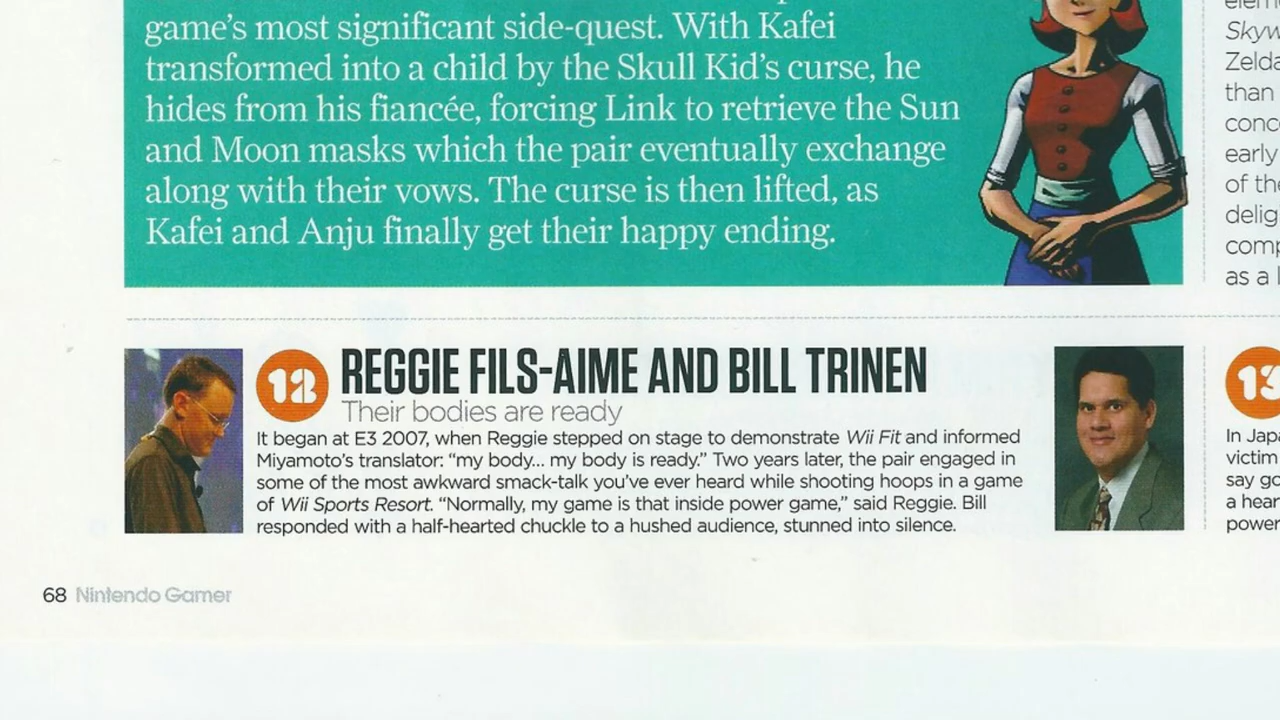 game's most significant side-quest. With Kafei
transformed into a child by the Skull Kid's curse, he
hides from his fiancée, forcing Link to retrieve the Sun
and Moon masks which the pair eventually exchange
along with their vows. The curse is then lifted, as
Kafei and Anju finally get their happy ending.
Skyw
Zelda
than
conc
early
of the
delig
comp
as a l
12
REGGIE FILS-AIME AND BILL TRINEN
Their bodies are ready
It began at E3 2007, when Reggie stepped on stage to demonstrate Wii Fit and informed
Miyamoto's translator: “my body... my body is ready.” Two years later, the pair engaged in
some of the most awkward smack-talk you've ever heard while shooting hoops in a game
of Wii Sports Resort. “Normally, my game is that inside power game,” said Reggie. Bill
responded with a half-hearted chuckle to a hushed audience, stunned into silence.
13
In Japa
victim
say go
a hear
power
68 Nintendo Gamer